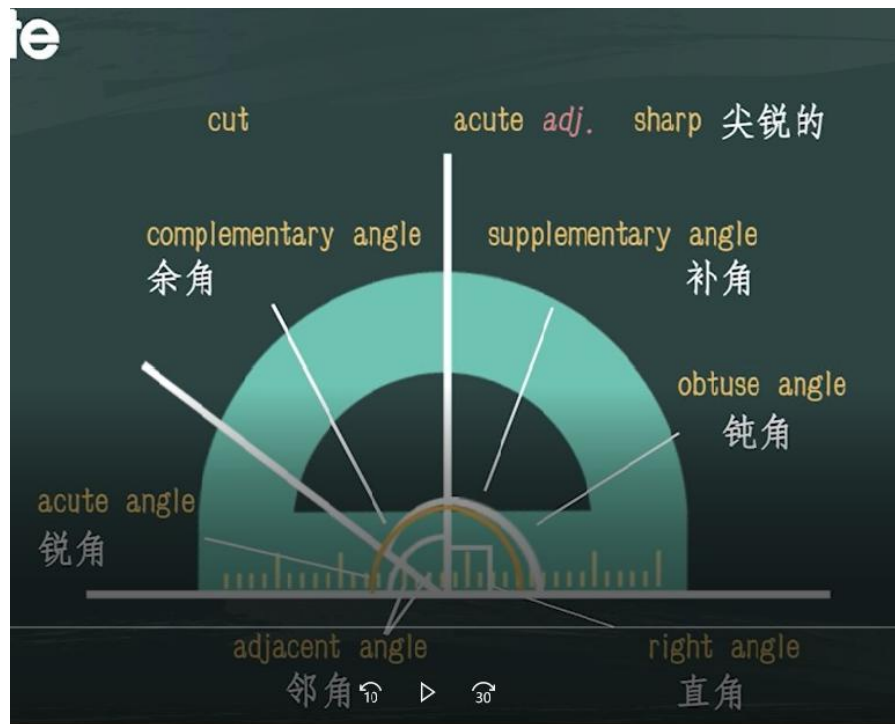 te
cut
acute adj. sharp 尖锐的
complementary angle
余角
supplementary angle
补角
obtuse angle
钝角
acute angle
锐角
adjacent angle
邻角
right angle
直角
10
30